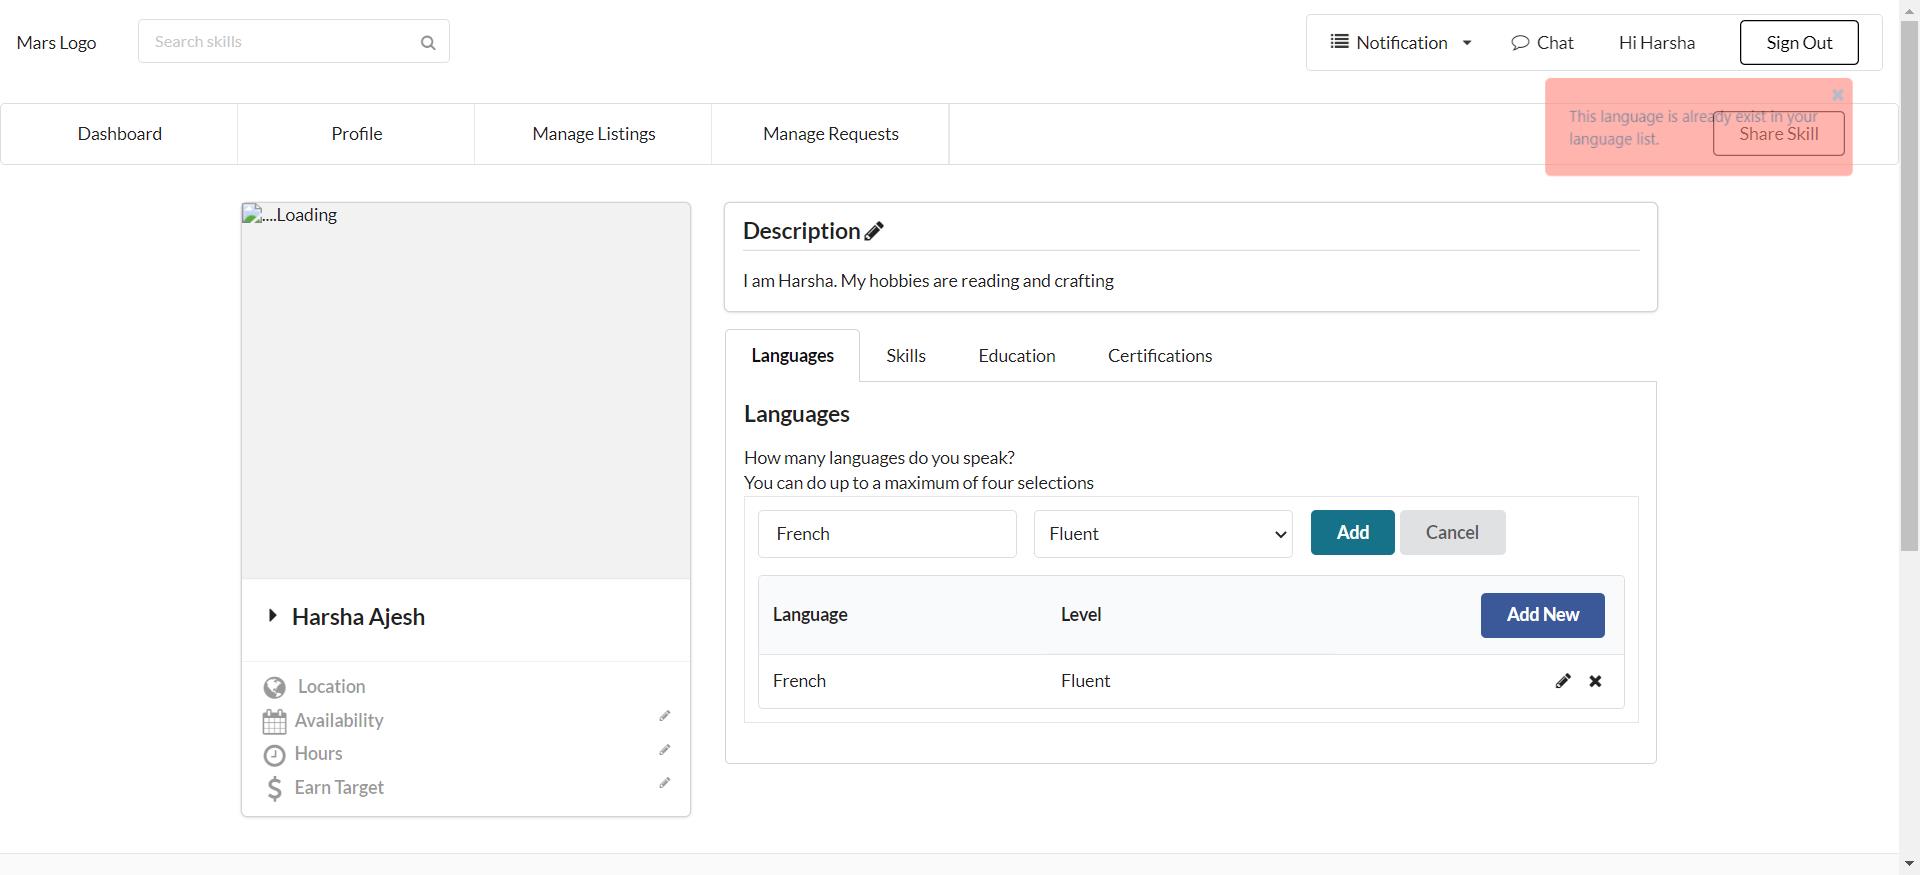 Mars Logo
Search skills
Notification
Chat
Hi Harsha
Sign Out
This language is already exist in your
language list.
Share Skill
Dashboard
Profile
Manage Listings
Manage Requests
....Loading
Description
I am Harsha. My hobbies are reading and crafting
Languages
Skills
Education
Certifications
Languages
How many languages do you speak?
You can do up to a maximum of four selections
French
Fluent
Add
Cancel
Language
Level
Add New
French
Fluent
Harsha Ajesh
Location
Availability
Hours
Earn Target